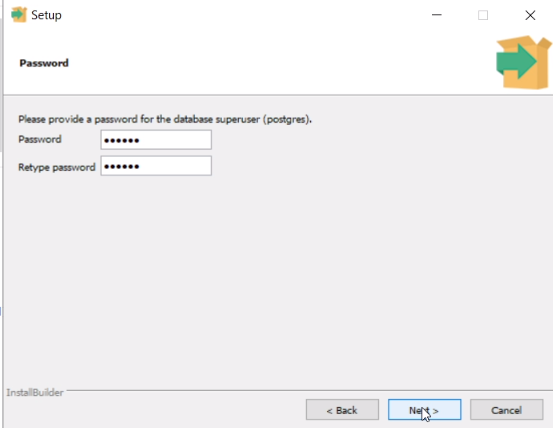 Setup
Password
Please provide a password for the database superuser (postgres).
Password ••••••
Retype password ••••••
InstallBuilder
< Back Next > Cancel